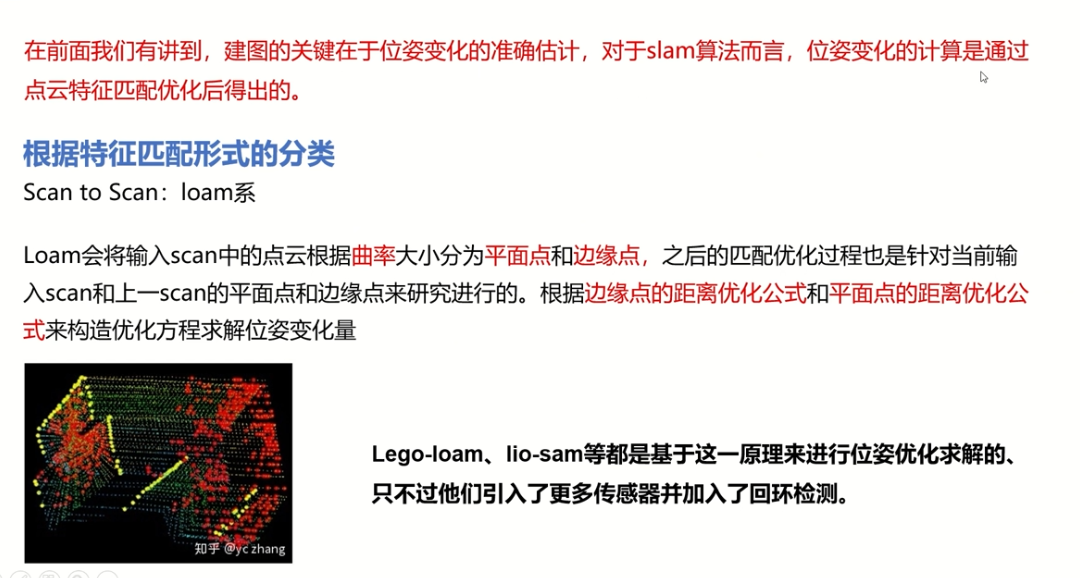 在前面我们有讲到，建图的关键在于位姿变化的准确估计，对于slam算法而言，位姿变化的计算是通过
点云特征匹配优化后得出的。
根据特征匹配形式的分类
Scan to Scan：loam系
Loam会将输入scan中的点云根据曲率大小分为平面点和边缘点，之后的匹配优化过程也是针对当前输
入scan和上一scan的平面点和边缘点来研究进行的。根据边缘点的距离优化公式和平面点的距离优化公
式来构造优化方程求解位姿变化量
Lego-loam、lio-sam等都是基于这一原理来进行位姿优化求解的、
只不过他们引入了更多传感器并加入了回环检测。
知乎 @yc zhang